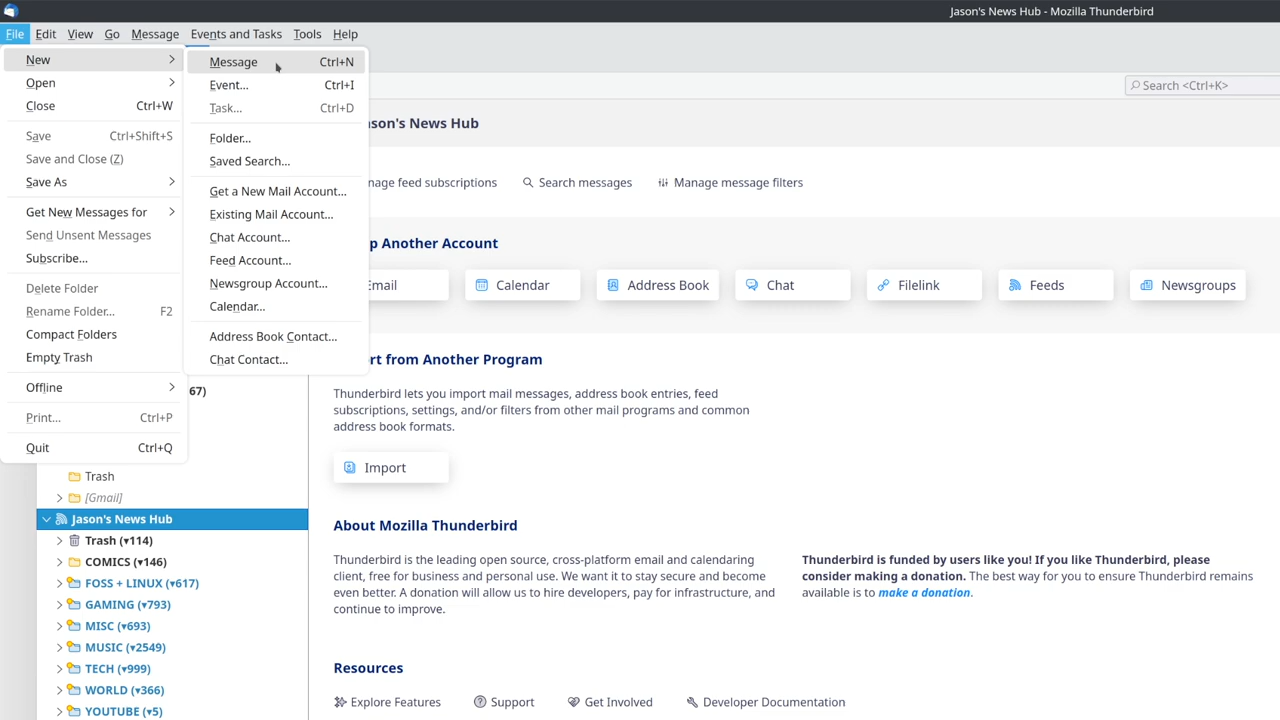 Jason's News Hub - Mozilla Thunderbird
File Edit View Go Message Events and Tasks Tools Help
New
Open
Close Ctrl+W
Save Ctrl+Shift+S
Save and Close (Z)
Save As
Get New Messages for
Send Unsent Messages
Subscribe...
Delete Folder
Rename Folder... F2
Compact Folders
Empty Trash
Offline
Print... Ctrl+P
Quit Ctrl+Q
Message Ctrl+N
Event... Ctrl+I
Task... Ctrl+D
Folder...
Saved Search...
Get a New Mail Account...
Existing Mail Account...
Chat Account...
Feed Account...
Newsgroup Account...
Calendar...
Address Book Contact...
Chat Contact...
Search <Ctrl+K>
ason's News Hub
nage feed subscriptions Search messages Manage message filters
p Another Account
Email Calendar Address Book Chat Filelink Feeds Newsgroups
rt from Another Program
Thunderbird lets you import mail messages, address book entries, feed
subscriptions, settings, and/or filters from other mail programs and common
address book formats.
Import
About Mozilla Thunderbird
Thunderbird is the leading open source, cross-platform email and calendaring
client, free for business and personal use. We want it to stay secure and become
even better. A donation will allow us to hire developers, pay for infrastructure, and
continue to improve.
Thunderbird is funded by users like you! If you like Thunderbird, please
consider making a donation. The best way for you to ensure Thunderbird remains
available is to make a donation.
Resources
Explore Features Support Get Involved Developer Documentation
67)
Trash
[Gmail]
Jason's News Hub
Trash (▾114)
COMICS (▾146)
FOSS + LINUX (▾617)
GAMING (▾793)
MISC (▾693)
MUSIC (▾2549)
TECH (▾999)
WORLD (▾366)
YOUTUBE (▾5)